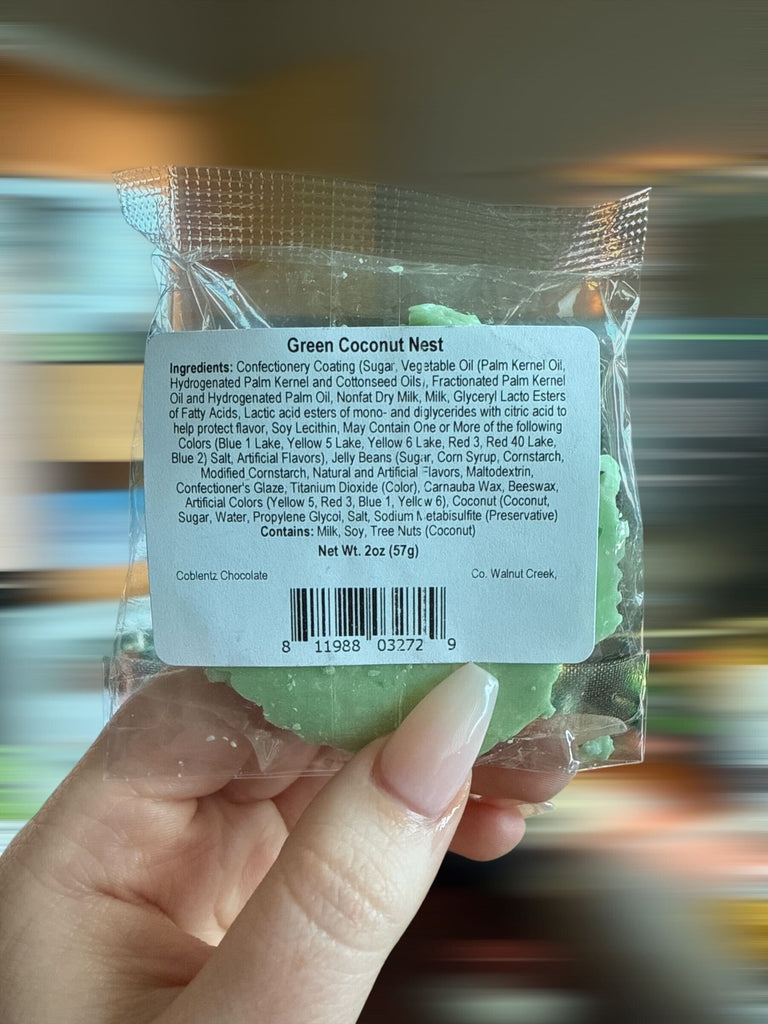 Green Coconut Nest
Ingredients: Confectionery Coating (Sugar, Vegetable Oil (Palm Kernel Oil,
Hydrogenated Palm Kernel and Cottonseed Oils), Fractionated Palm Kernel
Oil and Hydrogenated Palm Oil, Nonfat Dry Milk, Milk, Glyceryl Lacto Esters
of Fatty Acids, Lactic acid esters of mono- and diglycerides with citric acid to
help protect flavor, Soy Lecithin, May Contain One or More of the following
Colors (Blue 1 Lake, Yellow 5 Lake, Yellow 6 Lake, Red 3, Red 40 Lake,
Blue 2) Salt, Artificial Flavors), Jelly Beans (Sugar, Corn Syrup, Cornstarch,
Modified Cornstarch, Natural and Artificial Flavors, Maltodextrin,
Confectioner's Glaze, Titanium Dioxide (Color), Carnauba Wax, Beeswax,
Artificial Colors (Yellow 5, Red 3, Blue 1, Yellow 6), Coconut (Coconut,
Sugar, Water, Propylene Glycol, Salt, Sodium Metabisulfite (Preservative)
Contains: Milk, Soy, Tree Nuts (Coconut)
Net Wt. 2oz (57g)
Coblentz Chocolate Co. Walnut Creek,
8 11988 03272 9